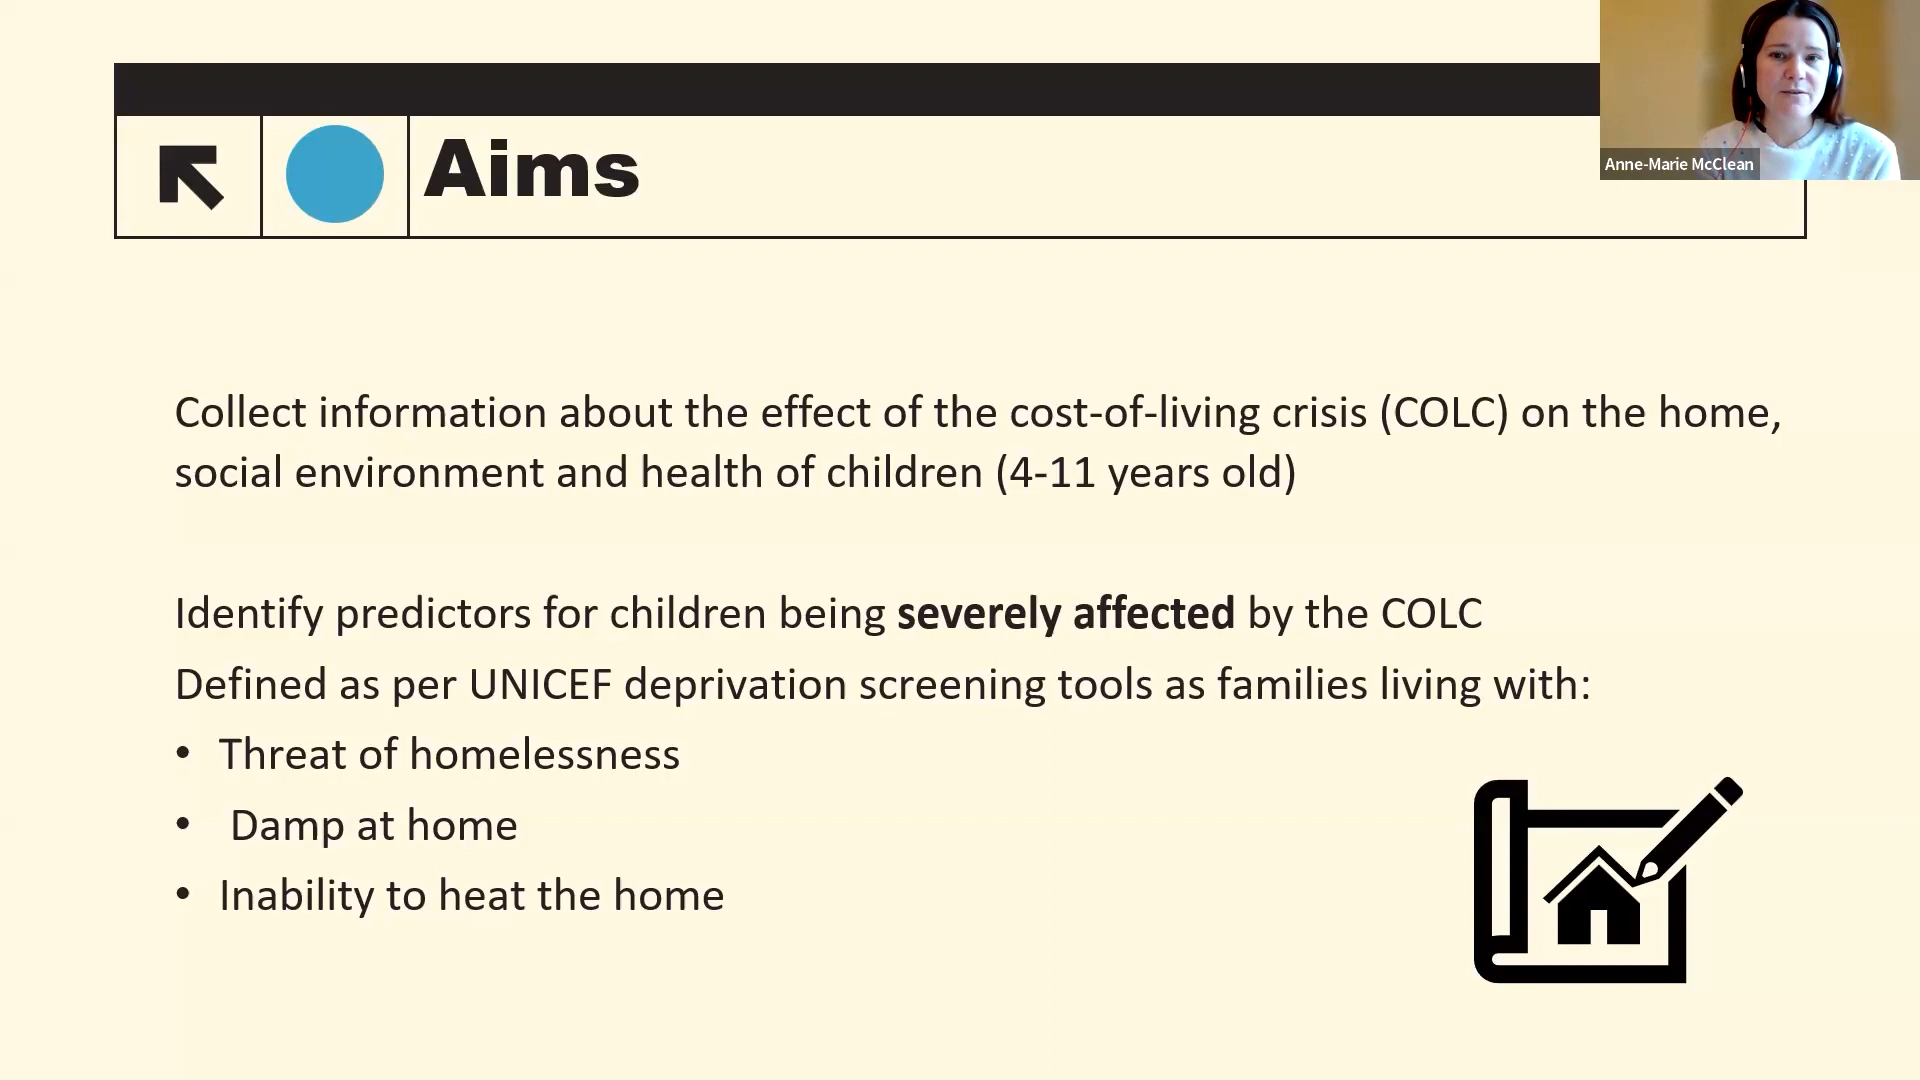 Aims
Anne-Marie McClean
Collect information about the effect of the cost-of-living crisis (COLC) on the home,
social environment and health of children (4-11 years old)
Identify predictors for children being severely affected by the COLC
Defined as per UNICEF deprivation screening tools as families living with:
• Threat of homelessness
• Damp at home
• Inability to heat the home